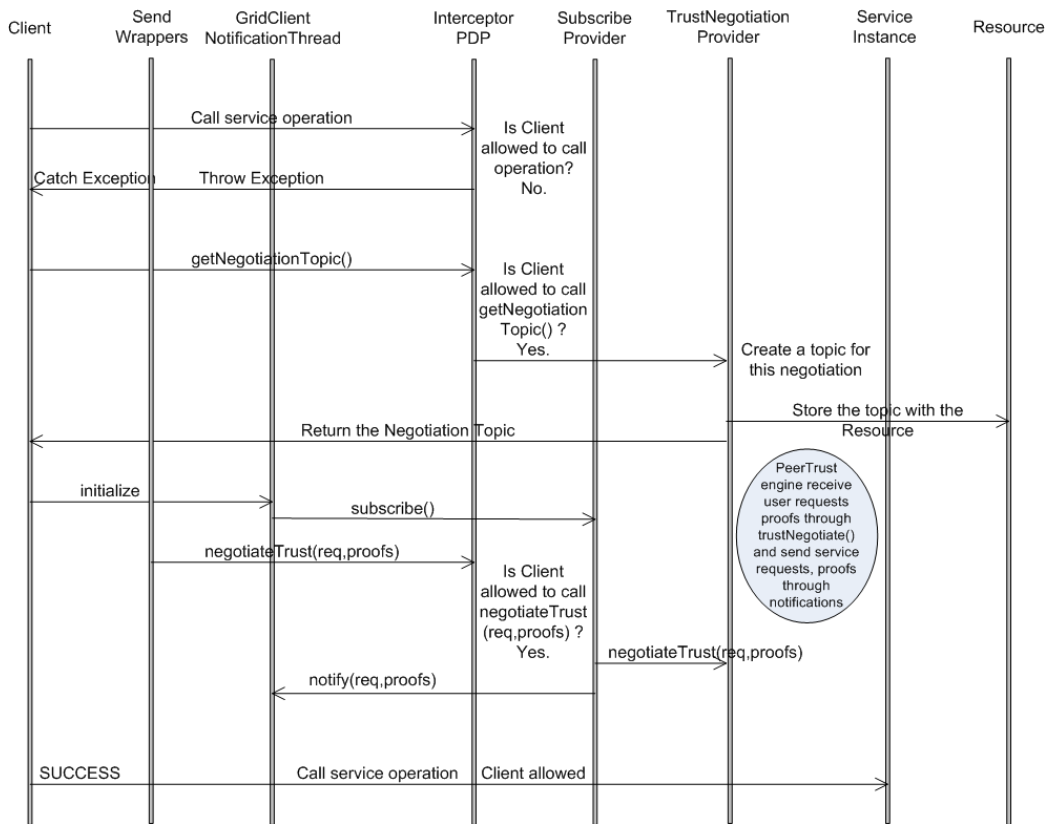 Client
Send
Wrappers
GridClient
NotificationThread
Interceptor
PDP
Subscribe
Provider
TrustNegotiation
Provider
Service
Instance
Resource
Call service operation
Is Client
allowed to call
operation?
No.
Catch Exception
Throw Exception
getNegotiationTopic()
Is Client
allowed to call
getNegotiation
Topic() ?
Yes.
Create a topic for
this negotiation
Store the topic with the
Resource
Return the Negotiation Topic
PeerTrust
engine receive
user requests
proofs through
trustNegotiate()
and send service
requests, proofs
through
notifications
initialize
subscribe()
negotiateTrust(req,proofs)
Is Client
allowed to call
negotiateTrust
(req,proofs) ?
Yes.
negotiateTrust(req,proofs)
notify(req,proofs)
SUCCESS
Call service operation
Client allowed